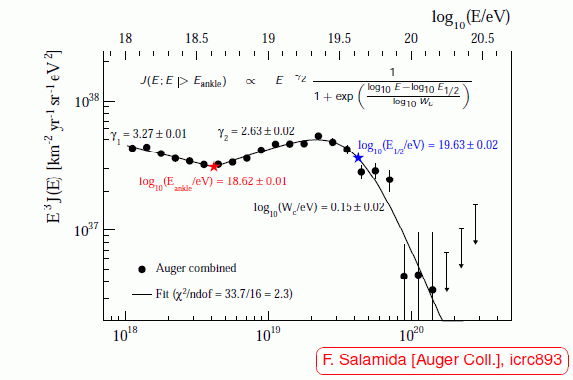 log10(E/eV)
18 18.5 19 19.5 20 20.5
J(E; E > Eankle) ∝ E^-γ2 1 / 1 + exp ( log10 E − log10 E1/2 / log10 Wc )
E^3 J(E) [km^-2 yr^-1 sr^-1 eV^2]
10^38
γ1 = 3.27 ± 0.01
γ2 = 2.63 ± 0.02
log10(E1/2/eV) = 19.63 ± 0.02
log10(Eankle/eV) = 18.62 ± 0.01
log10(Wc/eV) = 0.15 ± 0.02
10^37
Auger combined
Fit (χ^2/ndof = 33.7/16 = 2.3)
10^18 10^19 10^20
F. Salamida [Auger Coll.], icrc893